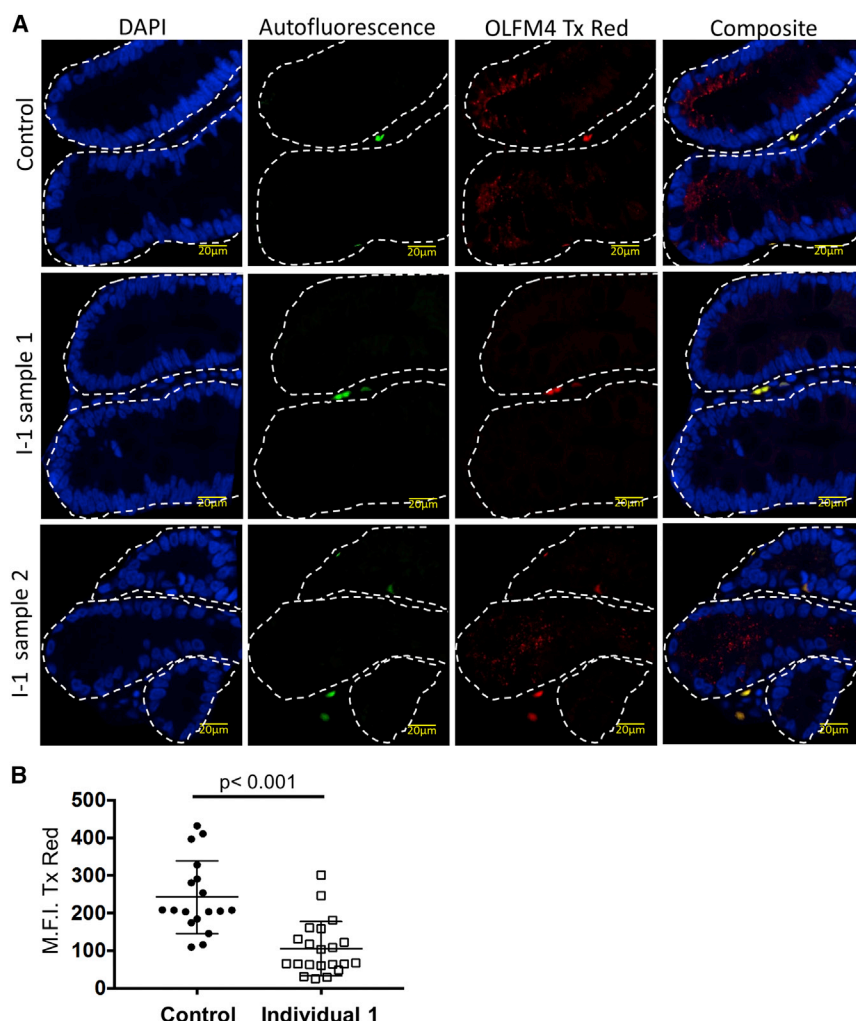 A
DAPI Autofluorescence OLFM4 Tx Red Composite
Control
20μm 20μm 20μm 20μm
I-1 sample 1
20μm 20μm 20μm 20μm
I-1 sample 2
20μm 20μm 20μm 20μm
B
p< 0.001
M.F.I. Tx Red
500
400
300
200
100
0
Control Individual 1